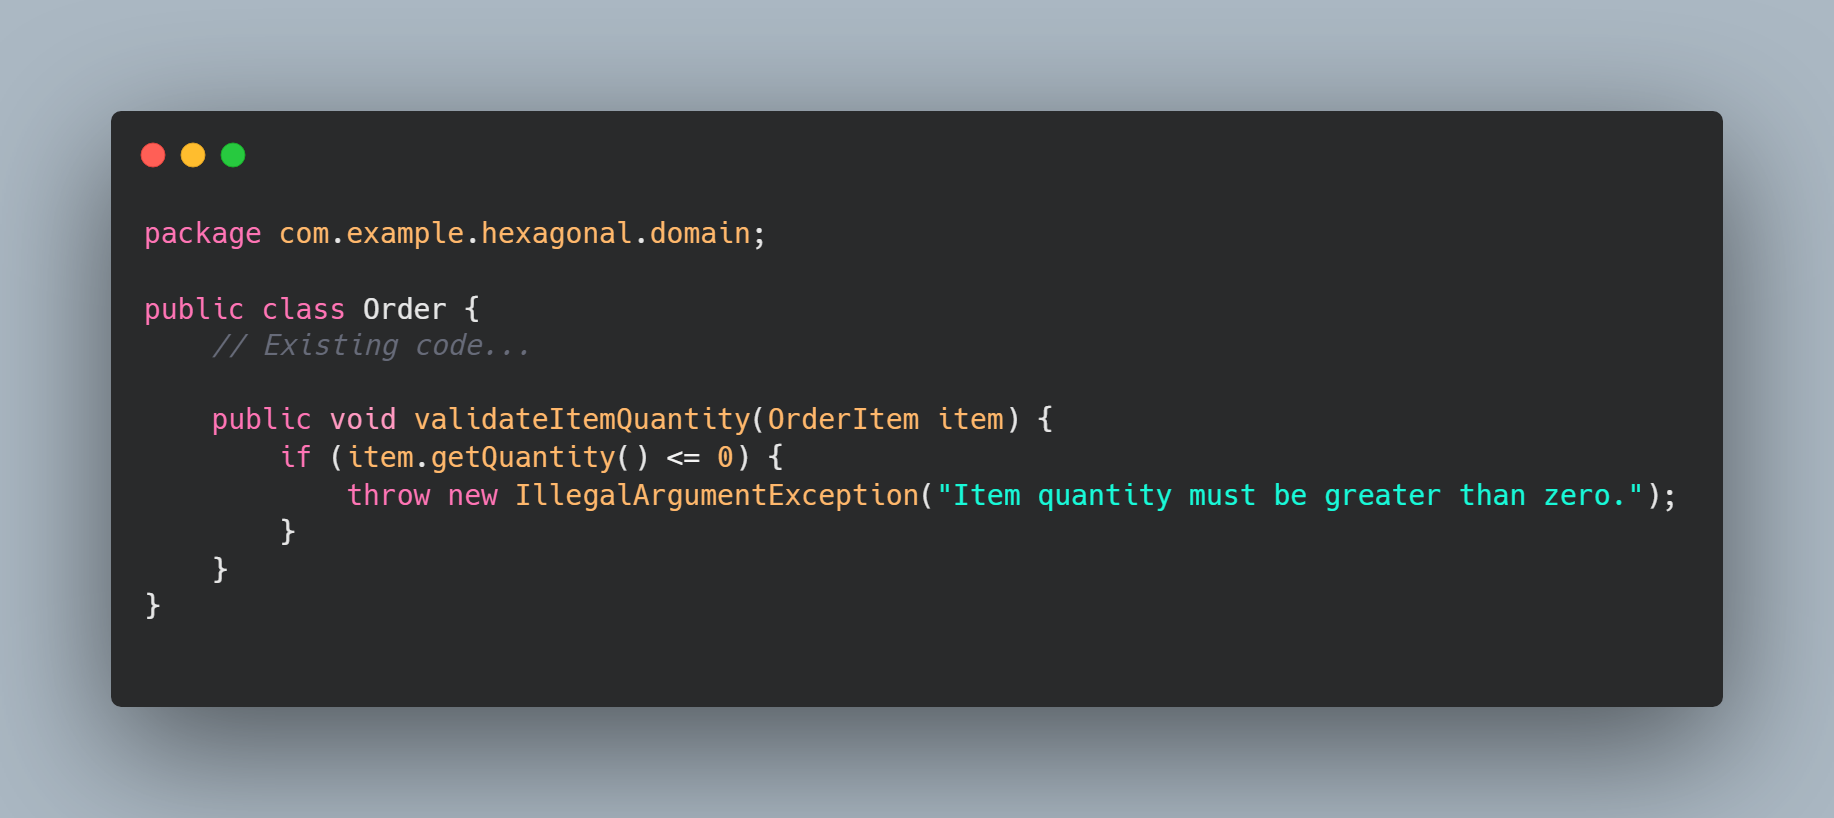 package com.example.hexagonal.domain;

public class Order {
    // Existing code...

    public void validateItemQuantity(OrderItem item) {
        if (item.getQuantity() <= 0) {
            throw new IllegalArgumentException("Item quantity must be greater than zero.");
        }
    }
}